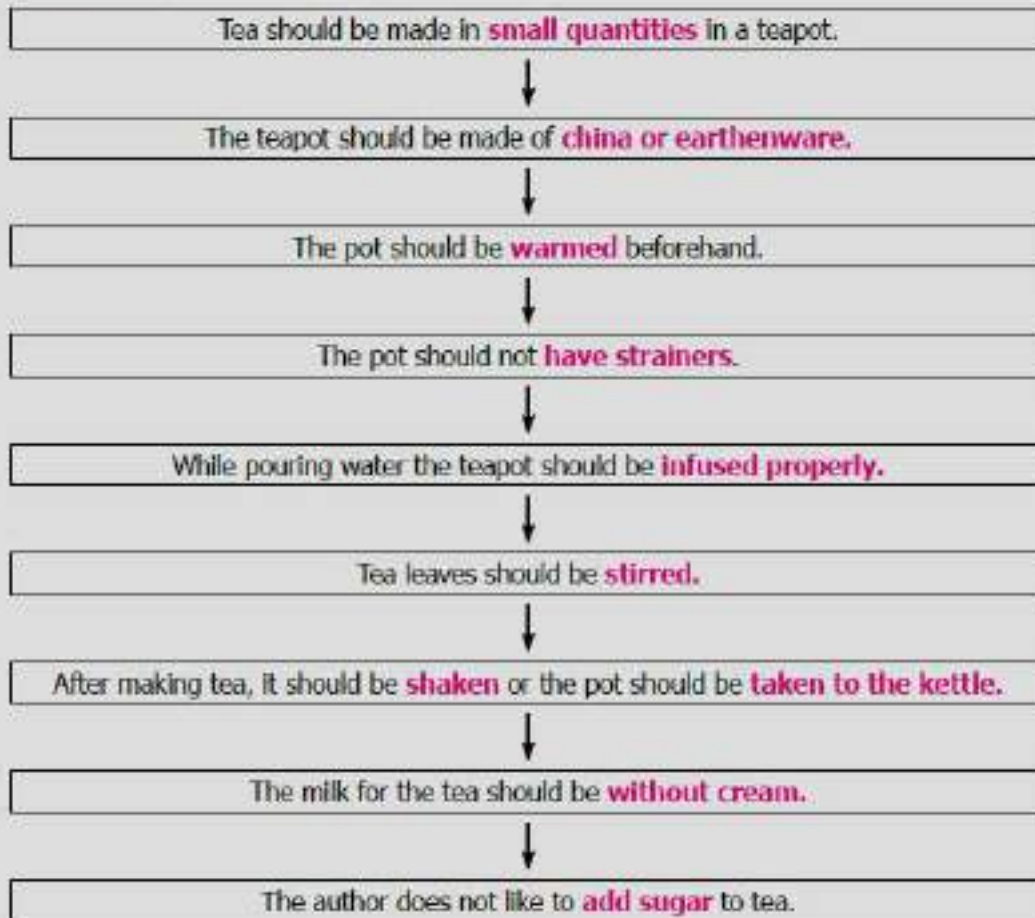 Tea should be made in small quantities in a teapot.
The teapot should be made of china or earthenware.
The pot should be warmed beforehand.
The pot should not have strainers.
While pouring water the teapot should be infused properly.
Tea leaves should be stirred.
After making tea, it should be shaken or the pot should be taken to the kettle.
The milk for the tea should be without cream.
The author does not like to add sugar to tea.